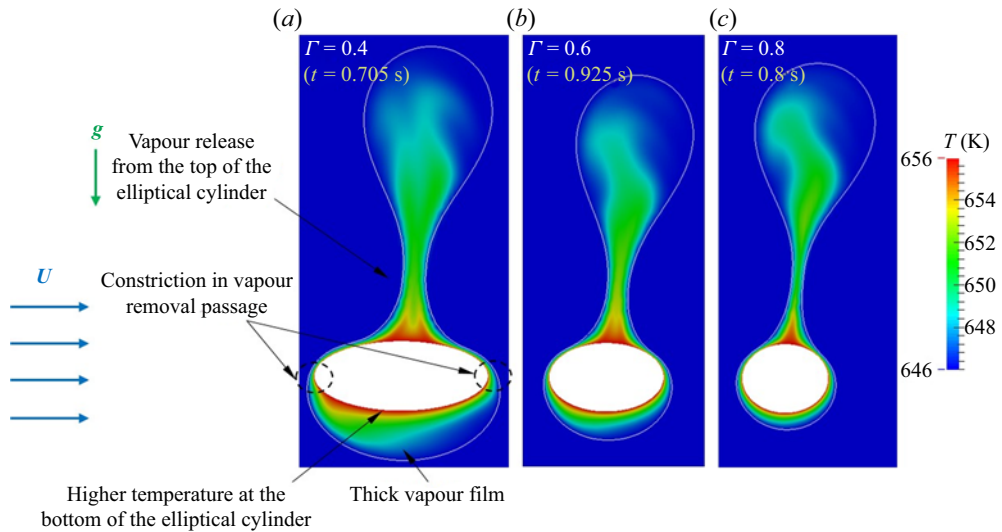 (a)
(b)
(c)
Γ = 0.4
(t = 0.705 s)
Γ = 0.6
(t = 0.925 s)
Γ = 0.8
(t = 0.8 s)
g
Vapour release
from the top of the
elliptical cylinder
U
Constriction in vapour
removal passage
Higher temperature at the
bottom of the elliptical cylinder
Thick vapour film
T (K)
656
654
652
650
648
646